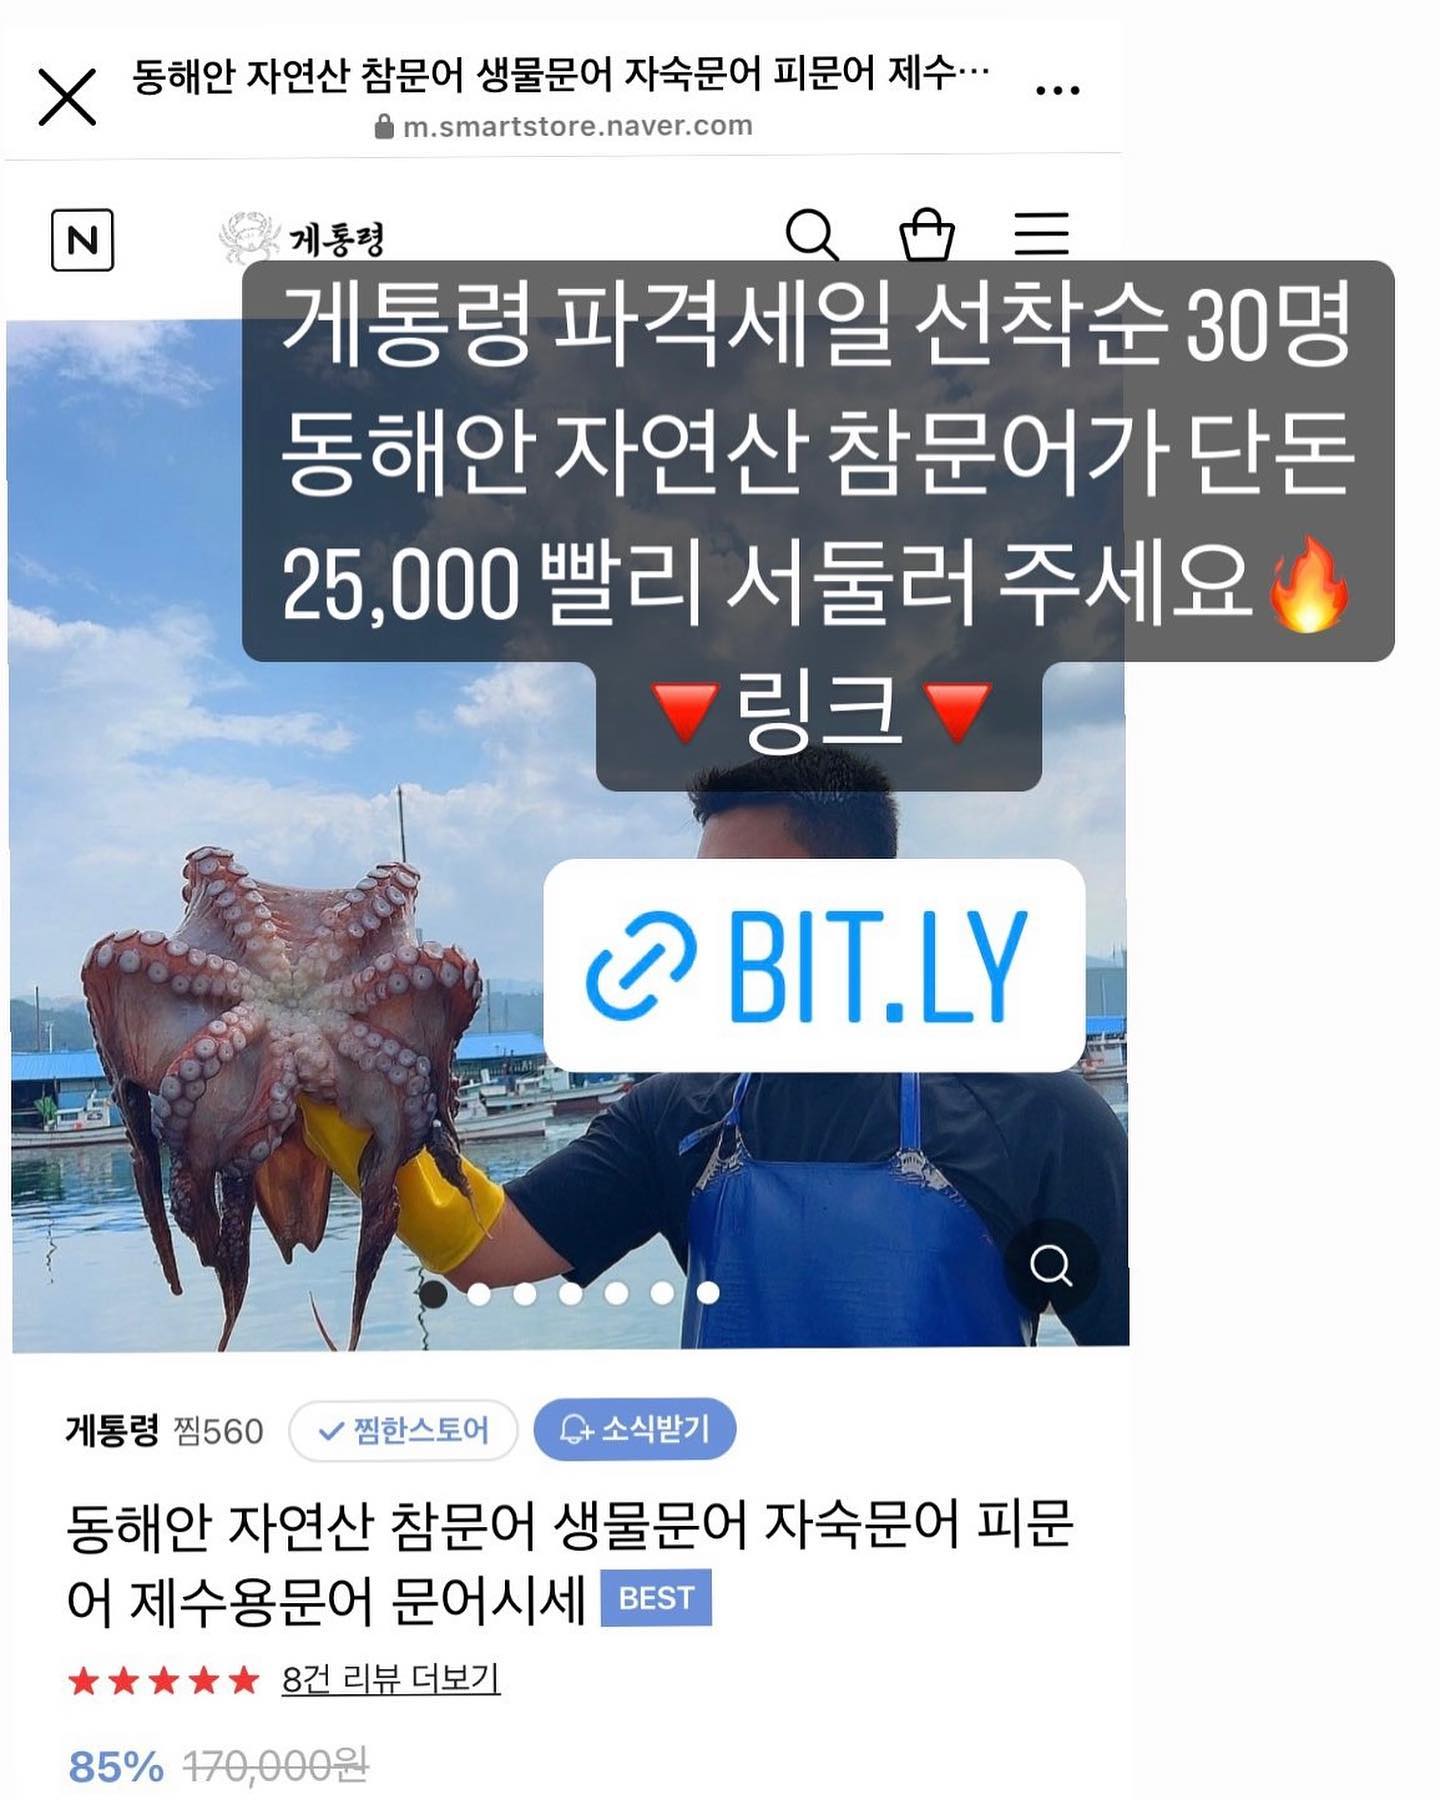 동해안 자연산 참문어 생물문어 자숙문어 피문어 제수…
m.smartstore.naver.com
N
게통령
게통령 파격세일 선착순 30명
동해안 자연산 참문어가 단돈
25,000 빨리 서둘러 주세요🔥
🔻링크🔻
BIT.LY
게통령 찜560 찜한스토어 소식받기
동해안 자연산 참문어 생물문어 자숙문어 피문
어 제수용문어 문어시세 BEST
★★★★★ 8건 리뷰 더보기
85% 170,000원